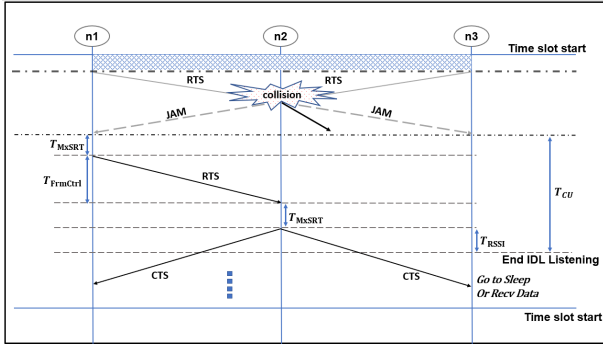 n1
n2
n3
Time slot start
RTS
RTS
collision
JAM
JAM
TMxSRT
RTS
TFrmCtrl
TCU
TMxSRT
TRSSI
End IDL Listening
CTS
CTS
Go to Sleep
Or Recv Data
Time slot start